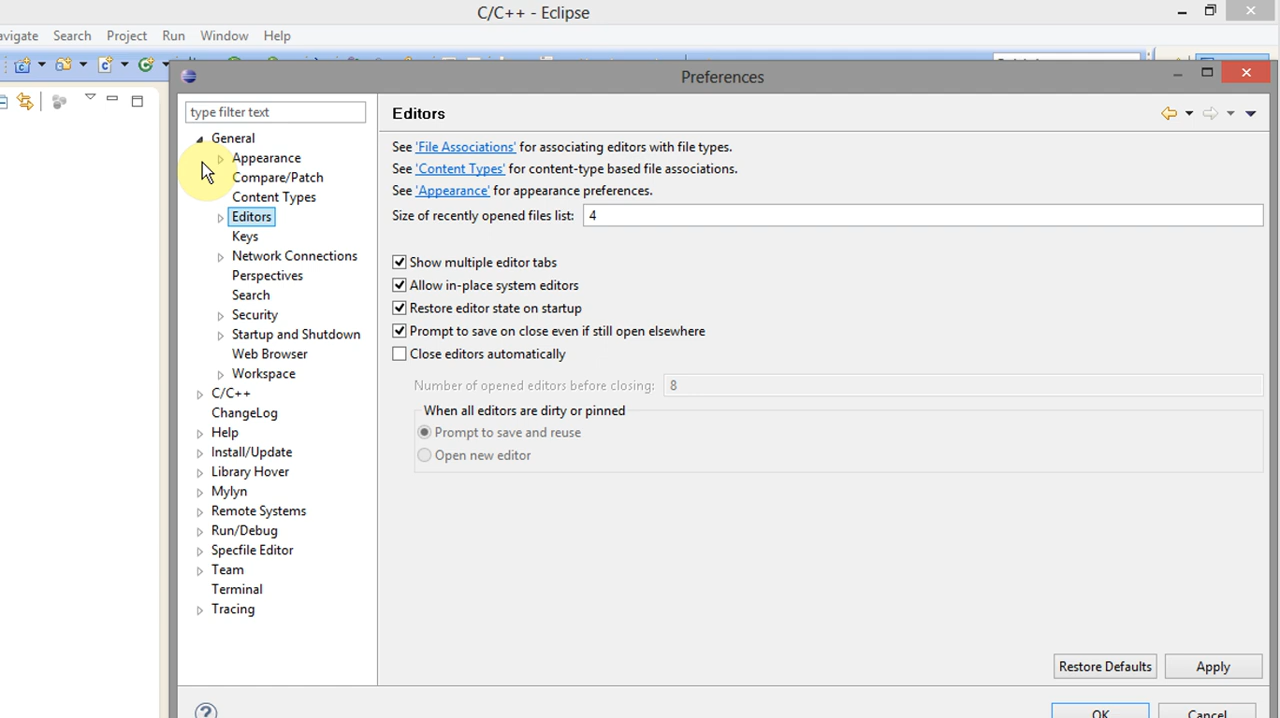 C/C++ - Eclipse
avigate Search Project Run Window Help
Preferences
type filter text
General
Appearance
Compare/Patch
Content Types
Editors
Keys
Network Connections
Perspectives
Search
Security
Startup and Shutdown
Web Browser
Workspace
C/C++
ChangeLog
Help
Install/Update
Library Hover
Mylyn
Remote Systems
Run/Debug
Specfile Editor
Team
Terminal
Tracing
Editors
See 'File Associations' for associating editors with file types.
See 'Content Types' for content-type based file associations.
See 'Appearance' for appearance preferences.
Size of recently opened files list: 4
Show multiple editor tabs
Allow in-place system editors
Restore editor state on startup
Prompt to save on close even if still open elsewhere
Close editors automatically
Number of opened editors before closing: 8
When all editors are dirty or pinned
Prompt to save and reuse
Open new editor
Restore Defaults Apply
OK Cancel